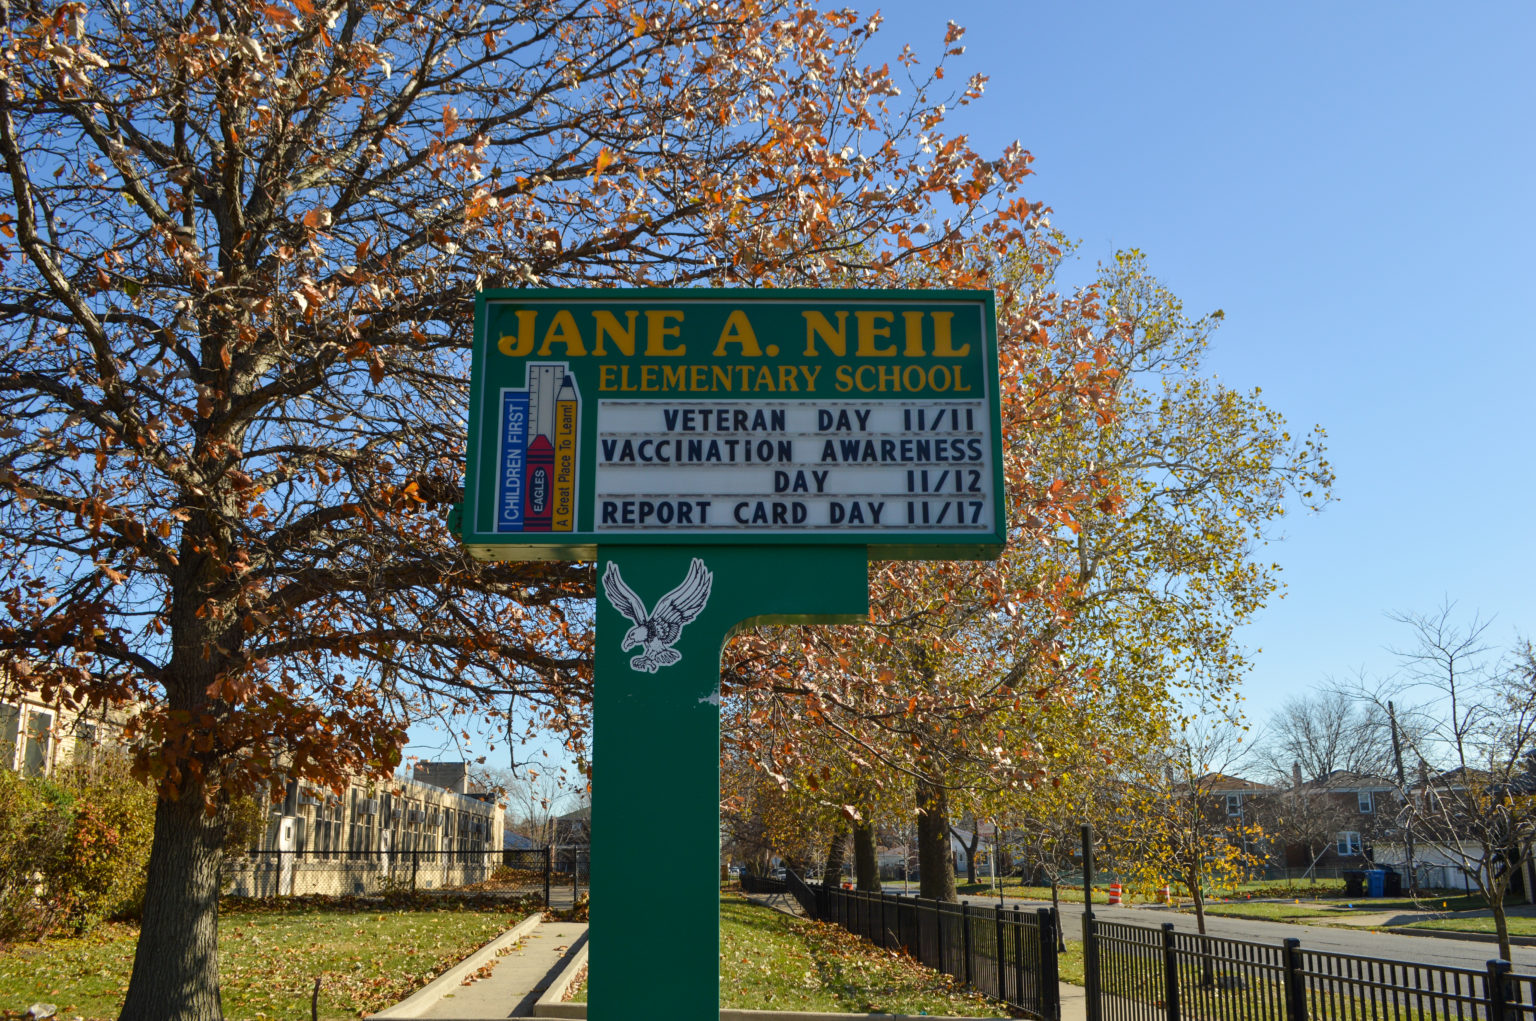 JANE A. NEIL
ELEMENTARY SCHOOL
CHILDREN FIRST
EAGLES
A Great Place To Learn!
VETERAN DAY 11/11
VACCINATION AWARENESS
DAY 11/12
REPORT CARD DAY 11/17